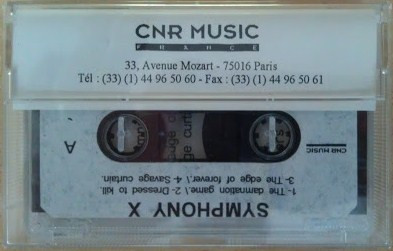 CNR MUSIC
FRANCE
33, Avenue Mozart - 75016 Paris
Tél : (33) (1) 44 96 50 60 - Fax : (33) (1) 44 96 50 61
A
CNR MUSIC
SYMPHONY X
1- The damnation game.\ 2- Dressed to kill.
3- The edge of forever.\ 4- Savage curtain.